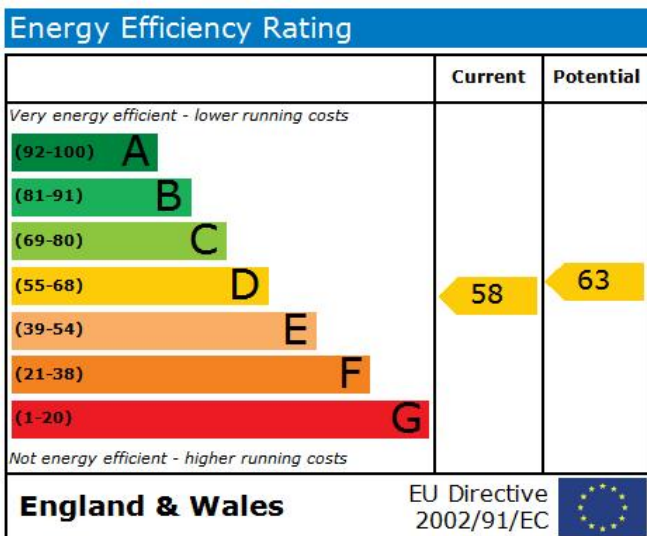 Energy Efficiency Rating
Current Potential
Very energy efficient - lower running costs
(92-100) A
(81-91) B
(69-80) C
(55-68) D 58 63
(39-54) E
(21-38) F
(1-20) G
Not energy efficient - higher running costs
England & Wales
EU Directive
2002/91/EC